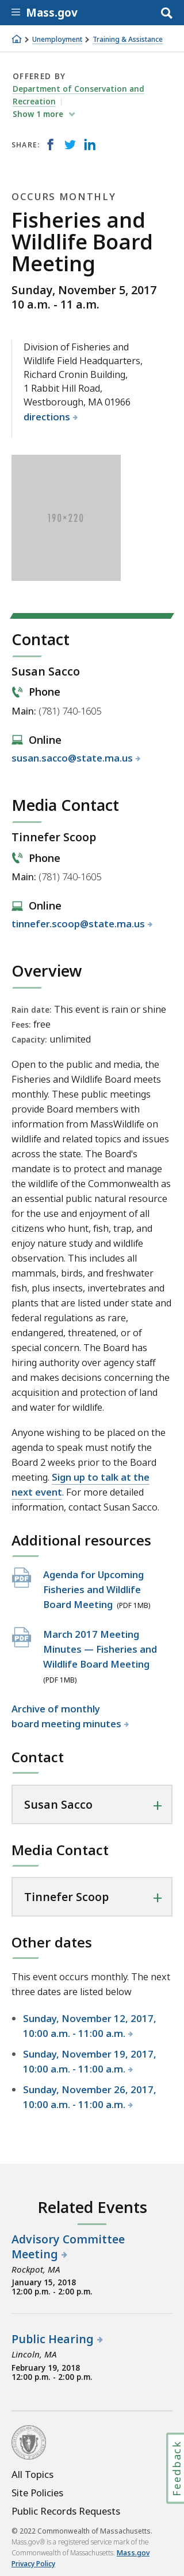 Mass.gov
Unemployment > Training & Assistance
OFFERED BY
Department of Conservation and
Recreation |
Show 1 more
SHARE:
OCCURS MONTHLY
Fisheries and
Wildlife Board
Meeting
Sunday, November 5, 2017
10 a.m. - 11 a.m.
Division of Fisheries and
Wildlife Field Headquarters,
Richard Cronin Building,
1 Rabbit Hill Road,
Westborough, MA 01966
directions
190×220
Contact
Susan Sacco
Phone
Main: (781) 740-1605
Online
susan.sacco@state.ma.us
Media Contact
Tinnefer Scoop
Phone
Main: (781) 740-1605
Online
tinnefer.scoop@state.ma.us
Overview
Rain date: This event is rain or shine
Fees: free
Capacity: unlimited
Open to the public and media, the
Fisheries and Wildlife Board meets
monthly. These public meetings
provide Board members with
information from MassWildlife on
wildlife and related topics and issues
across the state. The Board's
mandate is to manage the wildlife of
the wildlife of the Commonwealth as
an essential public natural resource
for the use and enjoyment of all
citizens who hunt, fish, trap, and
enjoy nature study and wildlife
observation. This includes all
mammals, birds, and freshwater
fish, plus insects, invertebrates and
plants that are listed under state and
federal regulations as rare,
endangered, threatened, or of
special concern. The Board has
hiring authority over agency staff
and makes decisions concerning the
acquisition and protection of land
and water for wildlife.
Anyone wishing to be placed on the
agenda to speak must notify the
Board 2 weeks prior to the Board
meeting. Sign up to talk at the
next event. For more detailed
information, contact Susan Sacco.
Additional resources
PDF Agenda for Upcoming
Fisheries and Wildlife
Board Meeting (PDF 1MB)
PDF March 2017 Meeting
Minutes — Fisheries and
Wildlife Board Meeting
(PDF 1MB)
Archive of monthly
board meeting minutes
Contact
Susan Sacco +
Media Contact
Tinnefer Scoop +
Other dates
This event occurs monthly. The next
three dates are listed below
• Sunday, November 12, 2017,
10:00 a.m. - 11:00 a.m.
• Sunday, November 19, 2017,
10:00 a.m. - 11:00 a.m.
• Sunday, November 26, 2017,
10:00 a.m. - 11:00 a.m.
Related Events
Advisory Committee
Meeting
Rockport, MA
January 15, 2018
12:00 p.m. - 2:00 p.m.
Public Hearing
Lincoln, MA
February 19, 2018
12:00 p.m. - 2:00 p.m.
Feedback
All Topics
Site Policies
Public Records Requests
© 2022 Commonwealth of Massachusetts.
Mass.gov® is a registered service mark of the
Commonwealth of Massachusetts. Mass.gov
Privacy Policy